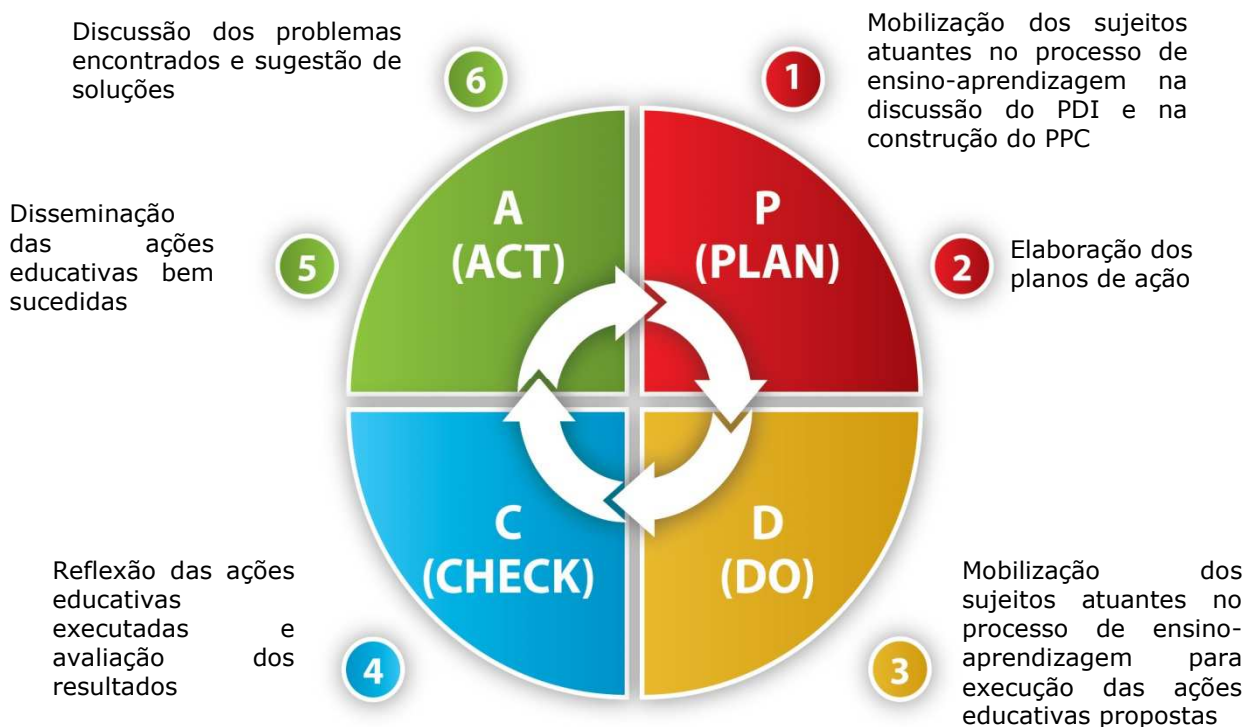 Discussão dos problemas
encontrados e sugestão de
soluções
6
1
Mobilização dos sujeitos
atuantes no processo de
ensino-aprendizagem na
discussão do PDI e na
construção do PPC
A
(ACT)
P
(PLAN)
Disseminação
das ações
educativas bem
sucedidas
5
2
Elaboração dos
planos de ação
C
(CHECK)
D
(DO)
Reflexão das ações
educativas
executadas e
avaliação dos
resultados
4
3
Mobilização dos
sujeitos atuantes no
processo de ensino-
aprendizagem para
execução das ações
educativas propostas